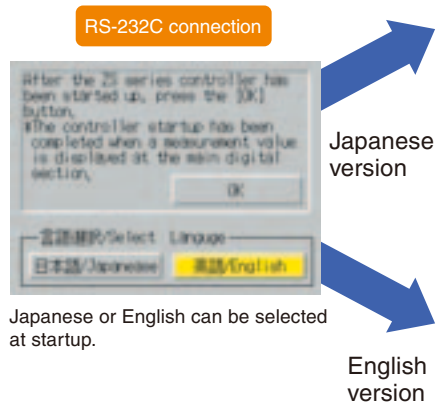 RS-232C connection
After the ZS series controller has
been started up, press the [OK]
button.
*The controller startup has been
completed when a measurement value
is displayed at the main digital
section.
OK
言語選択/Select Language
日本語/Japanese
英語/English
Japanese or English can be selected
at startup.
Japanese
version
English
version